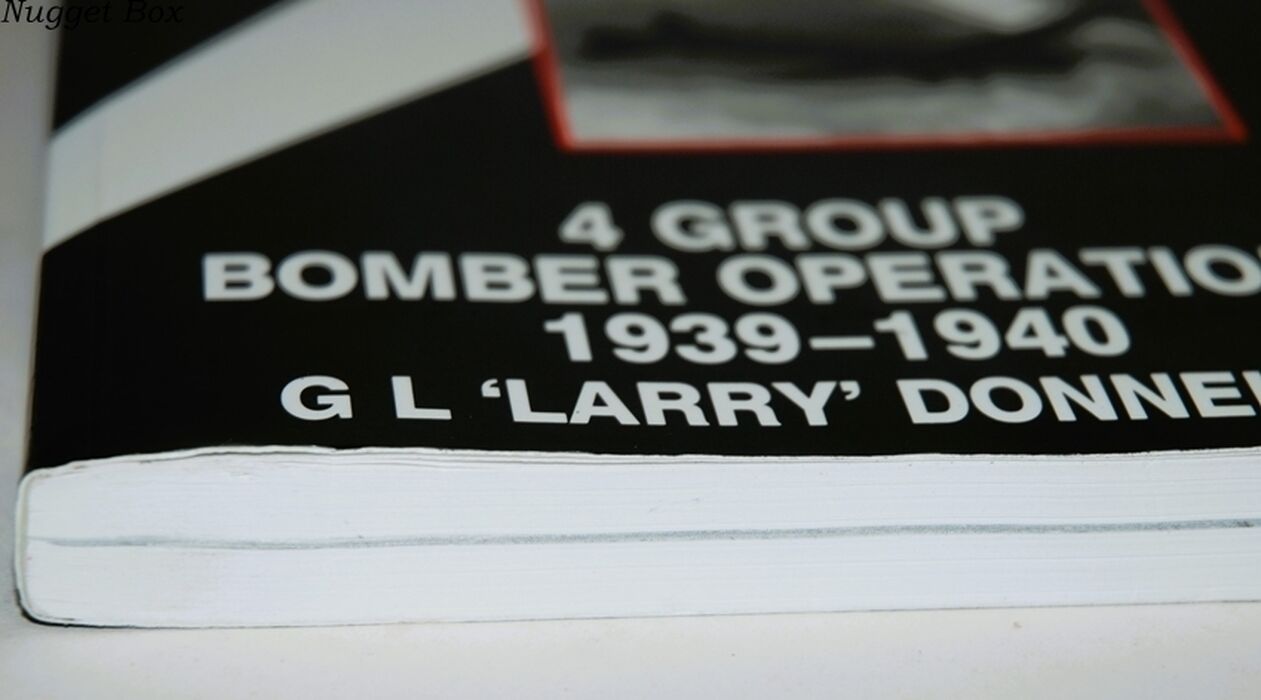 Nugget Box
4 GROUP
BOMBER OPERATIO
1939–1940
G L ‘LARRY’ DONNE